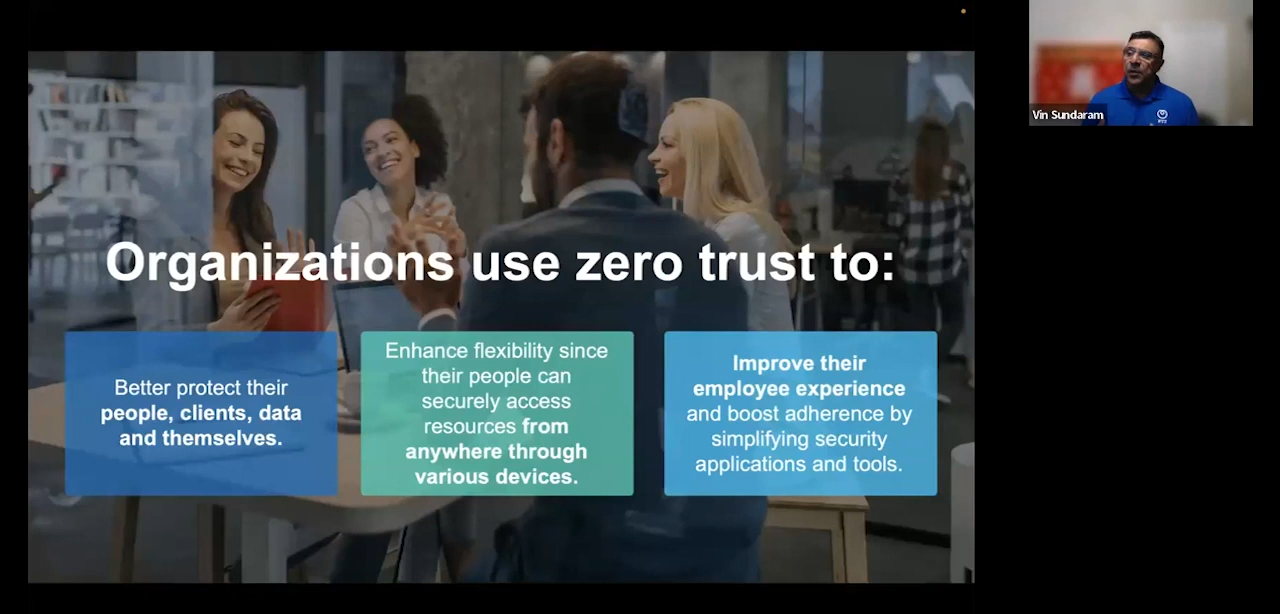 Vin Sundaram
Organizations use zero trust to:
Better protect their
people, clients, data
and themselves.
Enhance flexibility since
their people can
securely access
resources from
anywhere through
various devices.
Improve their
employee experience
and boost adherence by
simplifying security
applications and tools.